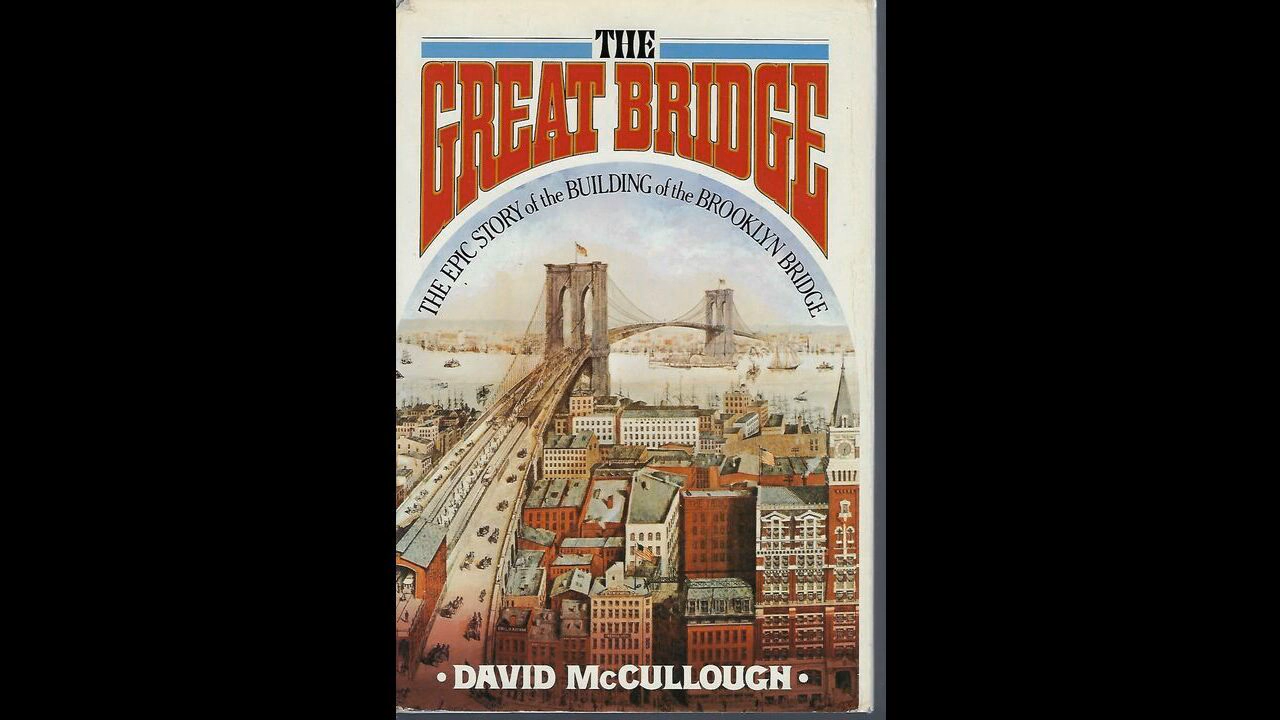 THE
GREAT BRIDGE
THE EPIC STORY of the BUILDING of the BROOKLYN BRIDGE
• DAVID McCULLOUGH •